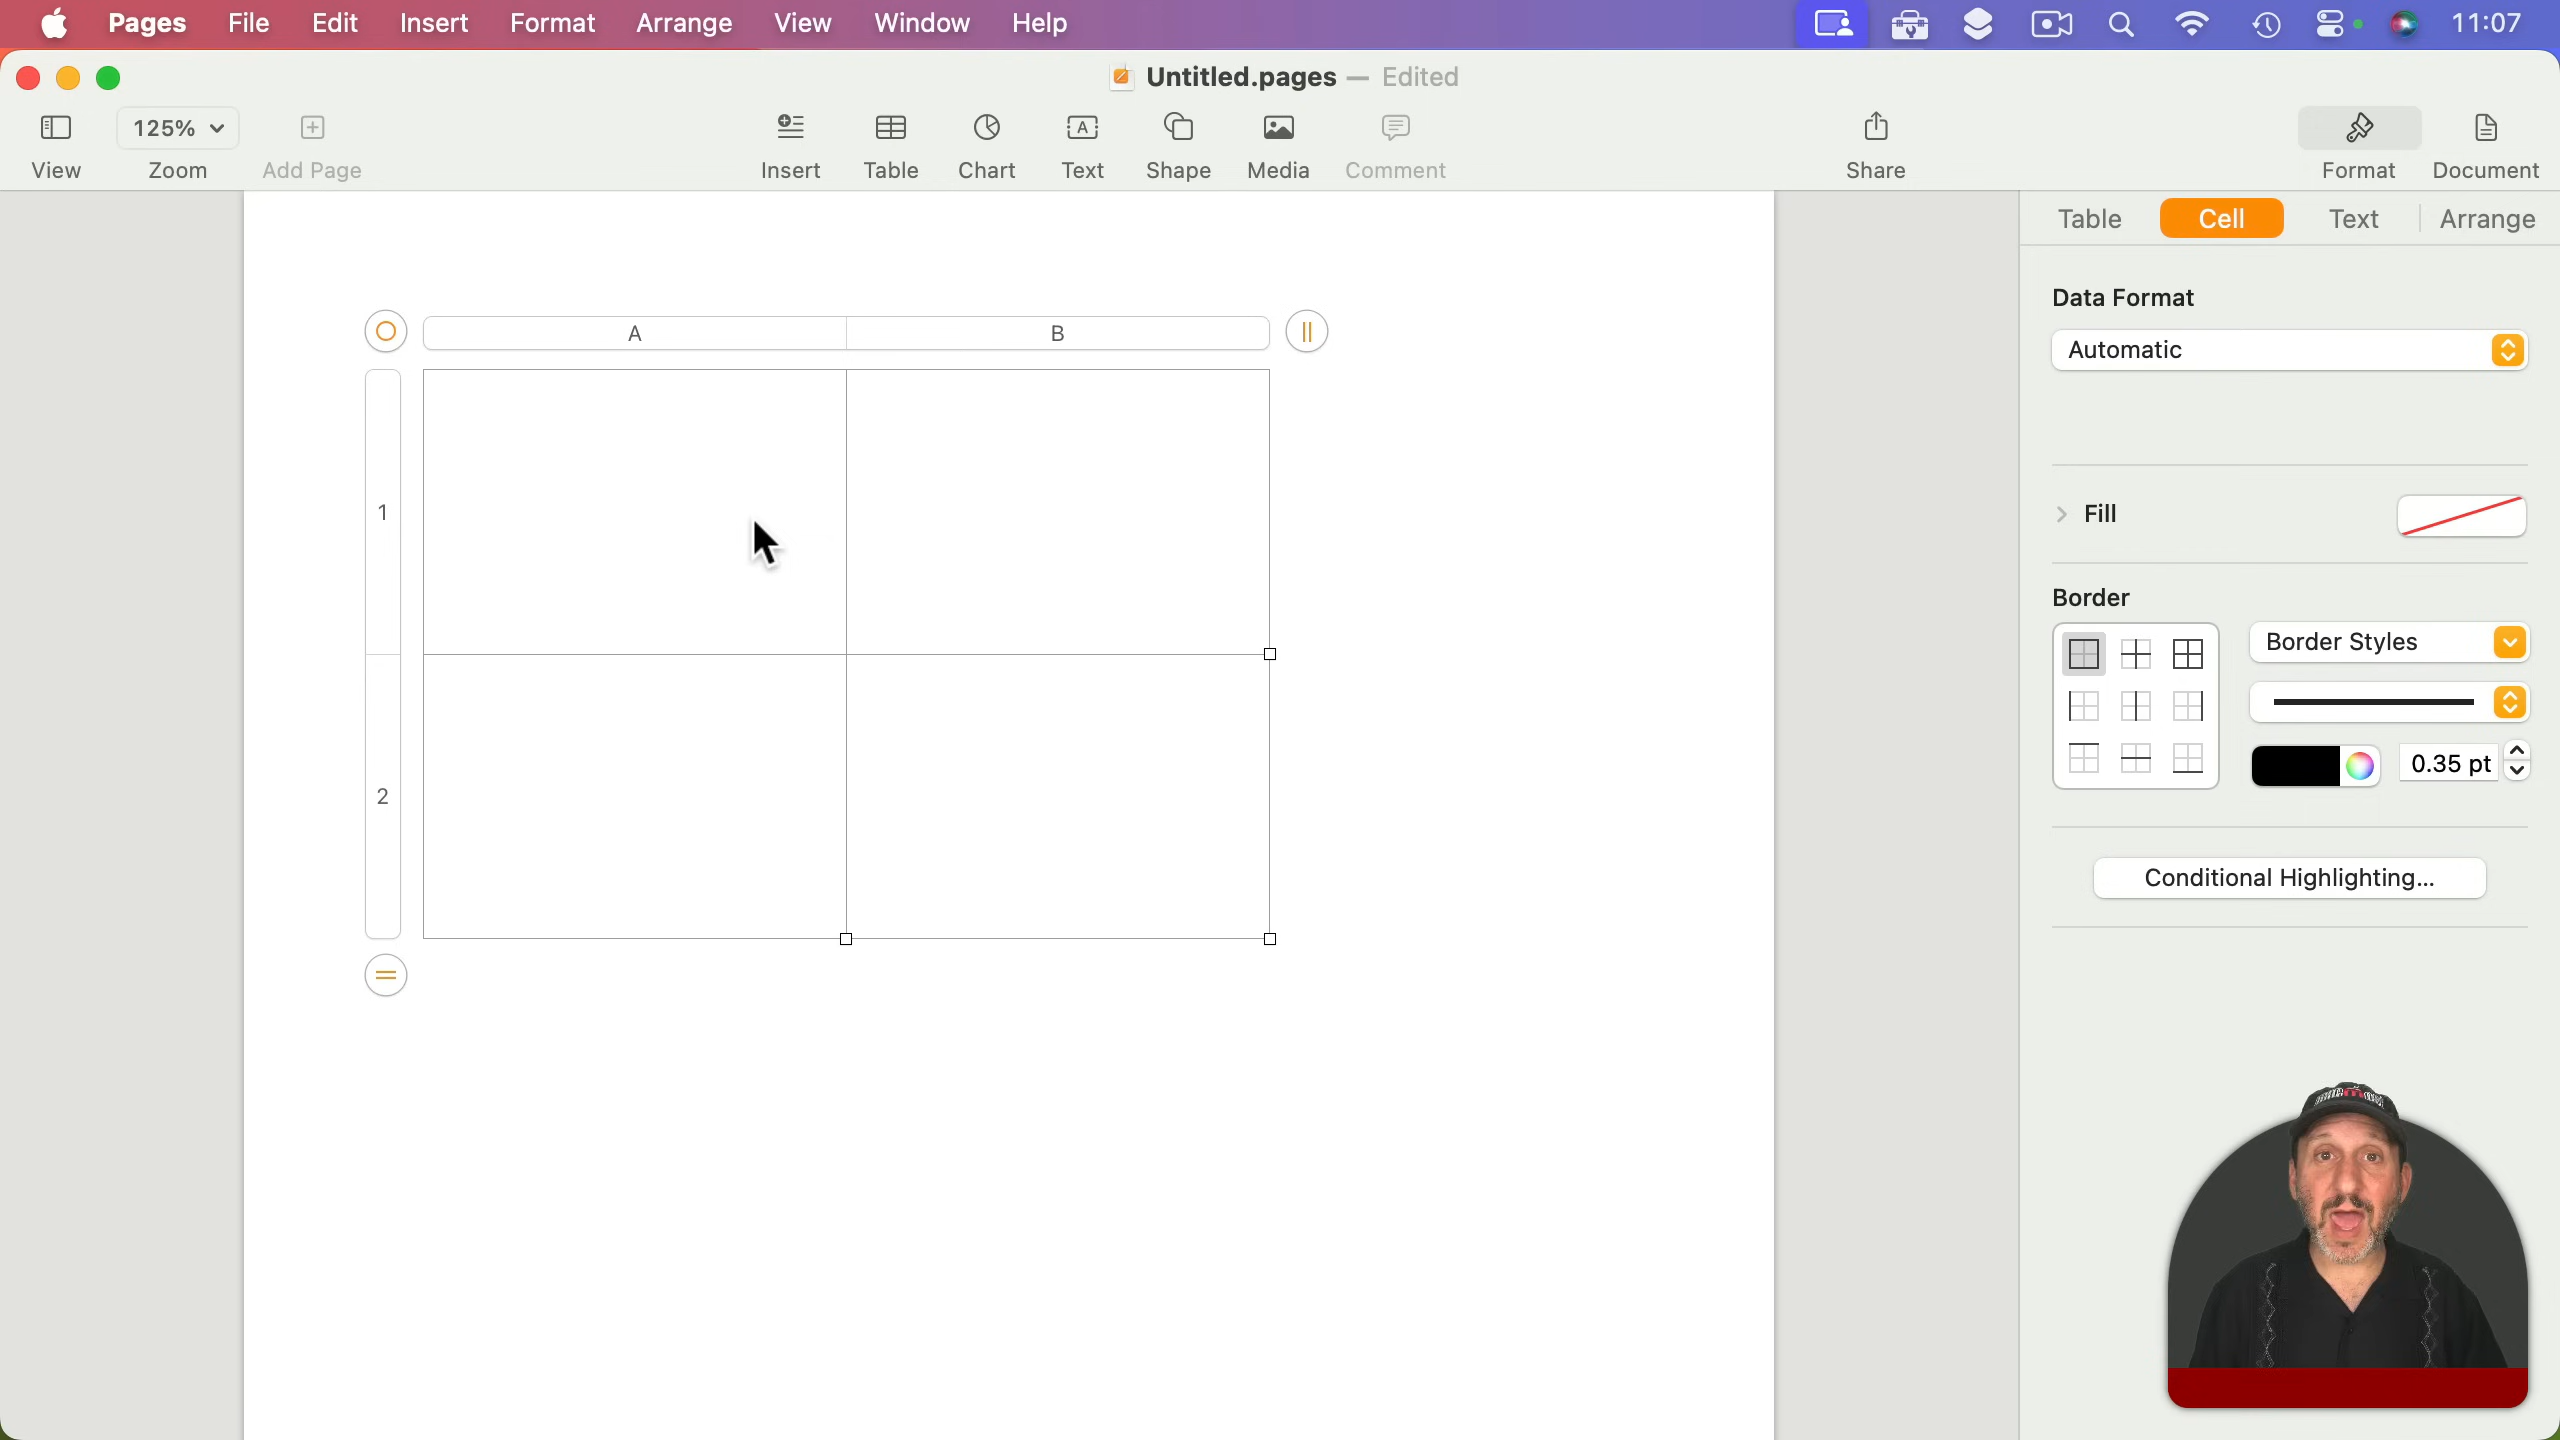 Pages File Edit Insert Format Arrange View Window Help 11:07
Untitled.pages — Edited
125%
View Zoom Add Page Insert Table Chart Text Shape Media Comment Share Format Document
Table Cell Text Arrange
Data Format
Automatic
A B
1
2
Fill
Border
Border Styles
0.35 pt
Conditional Highlighting...